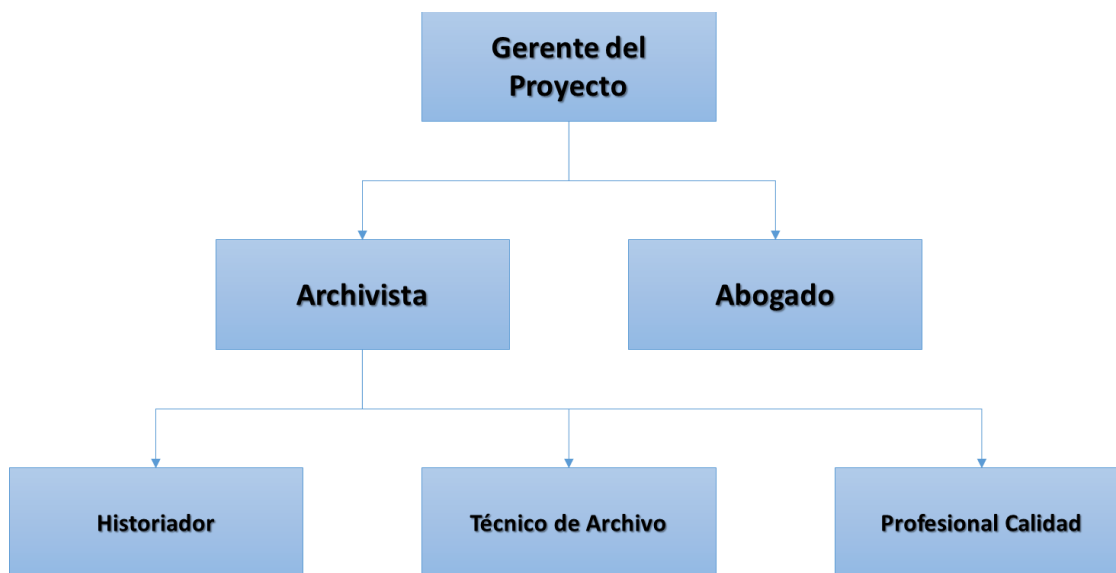 Gerente del
Proyecto
Archivista
Abogado
Historiador
Técnico de Archivo
Profesional Calidad